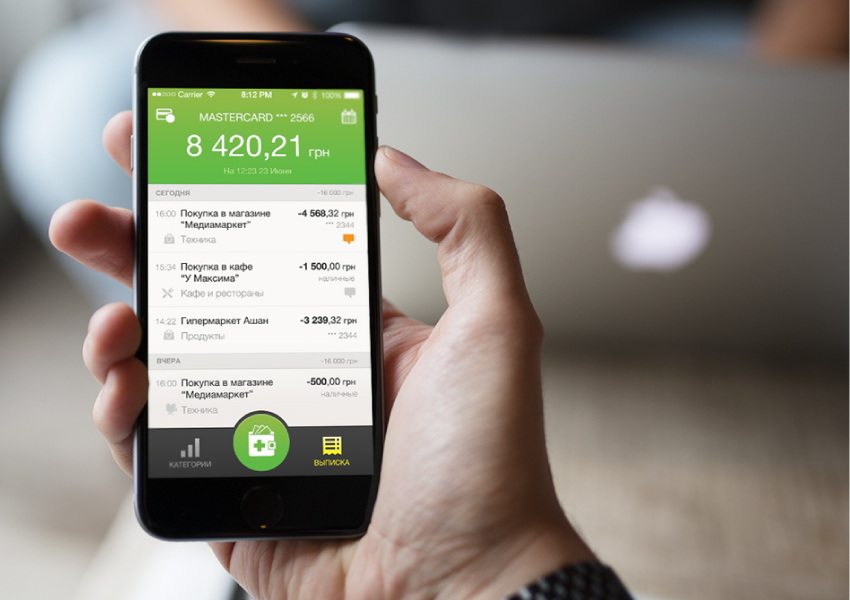 Carrier 8:12 PM 100%
MASTERCARD *** 2566
8 420,21 грн
На 12:23 23 Июня
СЕГОДНЯ -16 000 грн
16:00 Покупка в магазине -4 568,32 грн
"Медиамаркет" *** 2344
Техника
15:34 Покупка в кафе -1 500,00 грн
"У Максима" наличные
Кафе и рестораны
14:22 Гипермаркет Ашан -3 239,32 грн
Продукты *** 2344
ВЧЕРА -16 000 грн
16:00 Покупка в магазине -500,00 грн
"Медиамаркет" наличные
Техника
КАТЕГОРИИ ВЫПИСКА